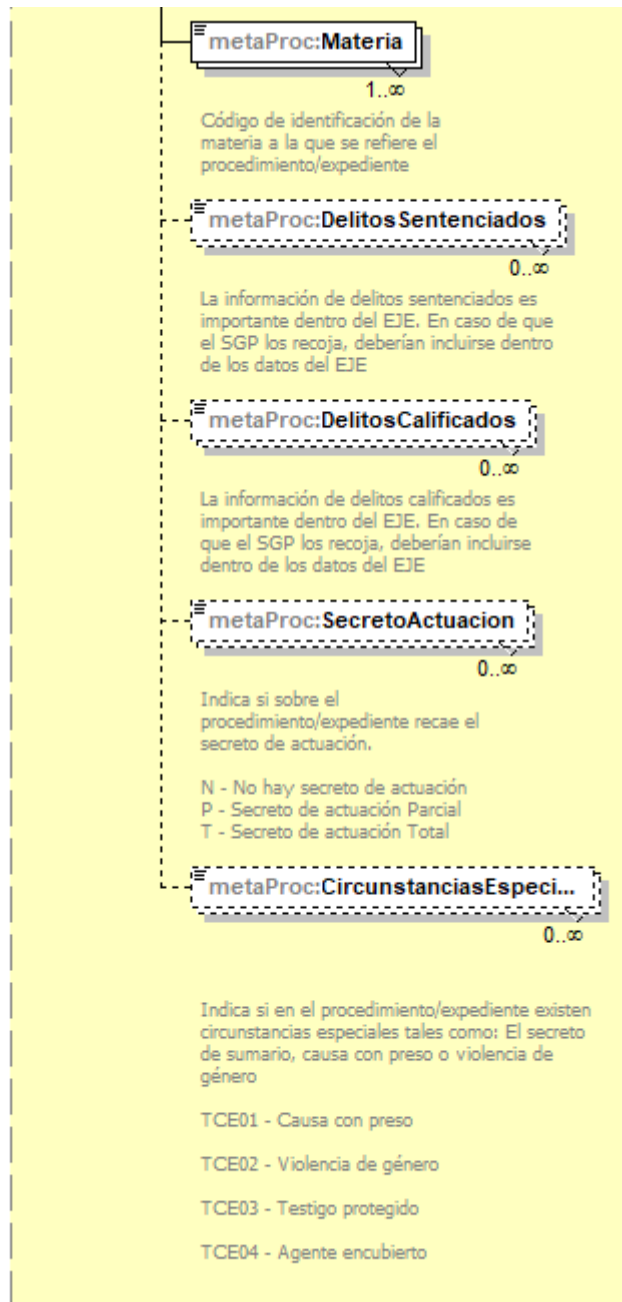 metaProc:Materia
1..∞
Código de identificación de la
materia a la que se refiere el
procedimiento/expediente
metaProc:DelitosSentenciados
0..∞
La información de delitos sentenciados es
importante dentro del EJE. En caso de que
el SGP los recoja, deberían incluirse dentro
de los datos del EJE
metaProc:DelitosCalificados
0..∞
La información de delitos calificados es
importante dentro del EJE. En caso de
que el SGP los recoja, deberían incluirse
dentro de los datos del EJE
metaProc:SecretoActuacion
0..∞
Indica si sobre el
procedimiento/expediente recae el
secreto de actuación.
N - No hay secreto de actuación
P - Secreto de actuación Parcial
T - Secreto de actuación Total
metaProc:CircunstanciasEspeci...
0..∞
Indica si en el procedimiento/expediente existen
circunstancias especiales tales como: El secreto
de sumario, causa con preso o violencia de
género
TCE01 - Causa con preso
TCE02 - Violencia de género
TCE03 - Testigo protegido
TCE04 - Agente encubierto